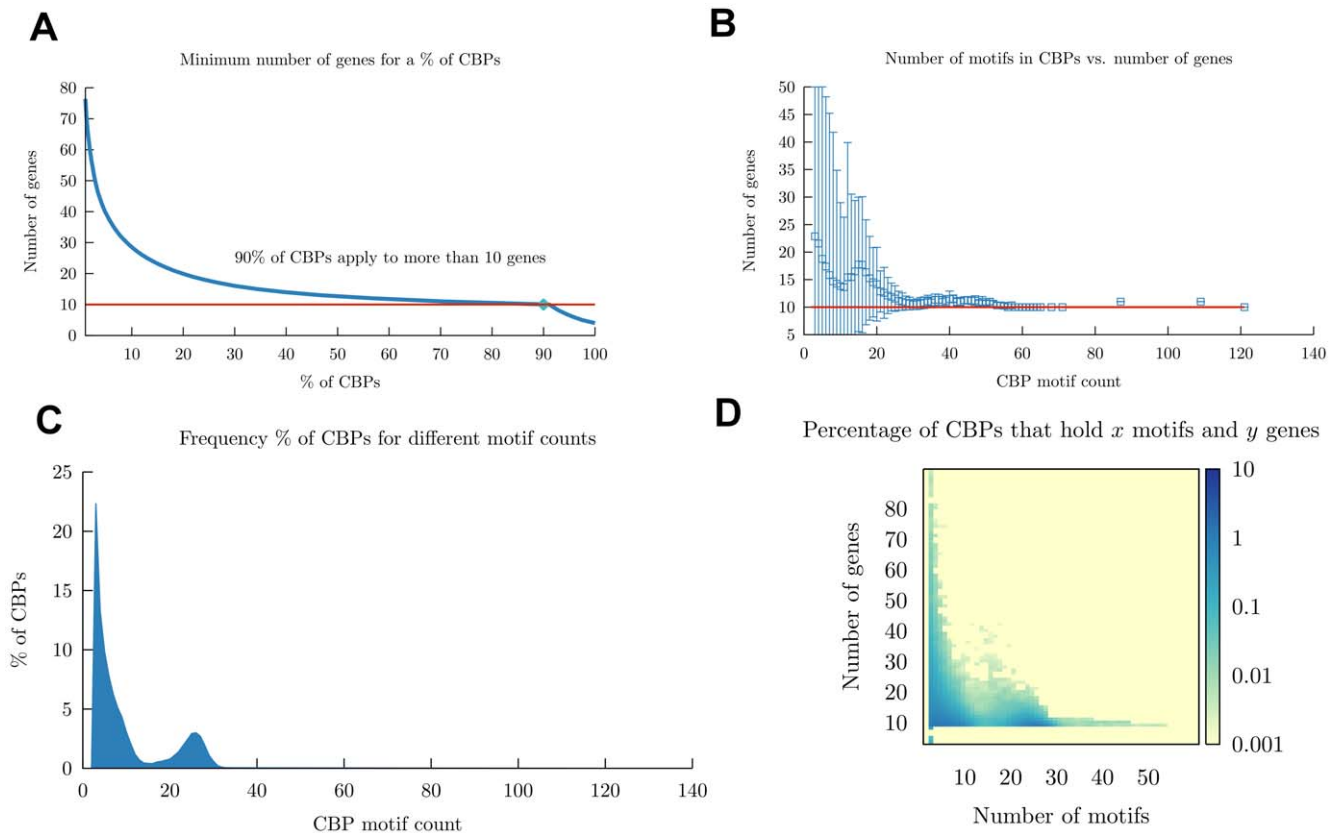 A
Minimum number of genes for a % of CBPs
80
70
60
50
40
30
20
10
0
Number of genes
90% of CBPs apply to more than 10 genes
10 20 30 40 50 60 70 80 90 100
% of CBPs
B
Number of motifs in CBPs vs. number of genes
50
45
40
35
30
25
20
15
10
5
Number of genes
0 20 40 60 80 100 120 140
CBP motif count
C
Frequency % of CBPs for different motif counts
25
20
15
10
5
0
% of CBPs
0 20 40 60 80 100 120 140
CBP motif count
D
Percentage of CBPs that hold x motifs and y genes
80
70
60
50
40
30
20
10
Number of genes
10 20 30 40 50
Number of motifs
10
1
0.1
0.01
0.001